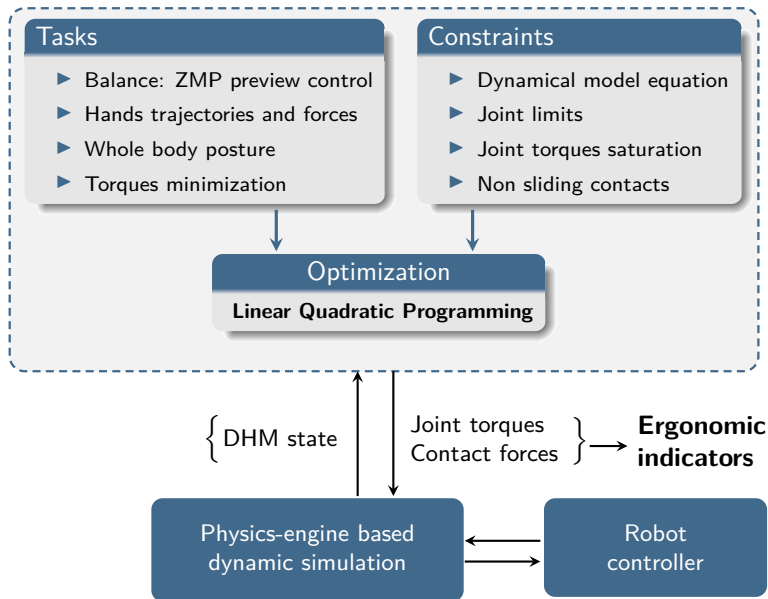 Tasks
▶ Balance: ZMP preview control
▶ Hands trajectories and forces
▶ Whole body posture
▶ Torques minimization
Constraints
▶ Dynamical model equation
▶ Joint limits
▶ Joint torques saturation
▶ Non sliding contacts
Optimization
Linear Quadratic Programming
{ DHM state
Joint torques
Contact forces }
Ergonomic
indicators
Physics-engine based
dynamic simulation
Robot
controller